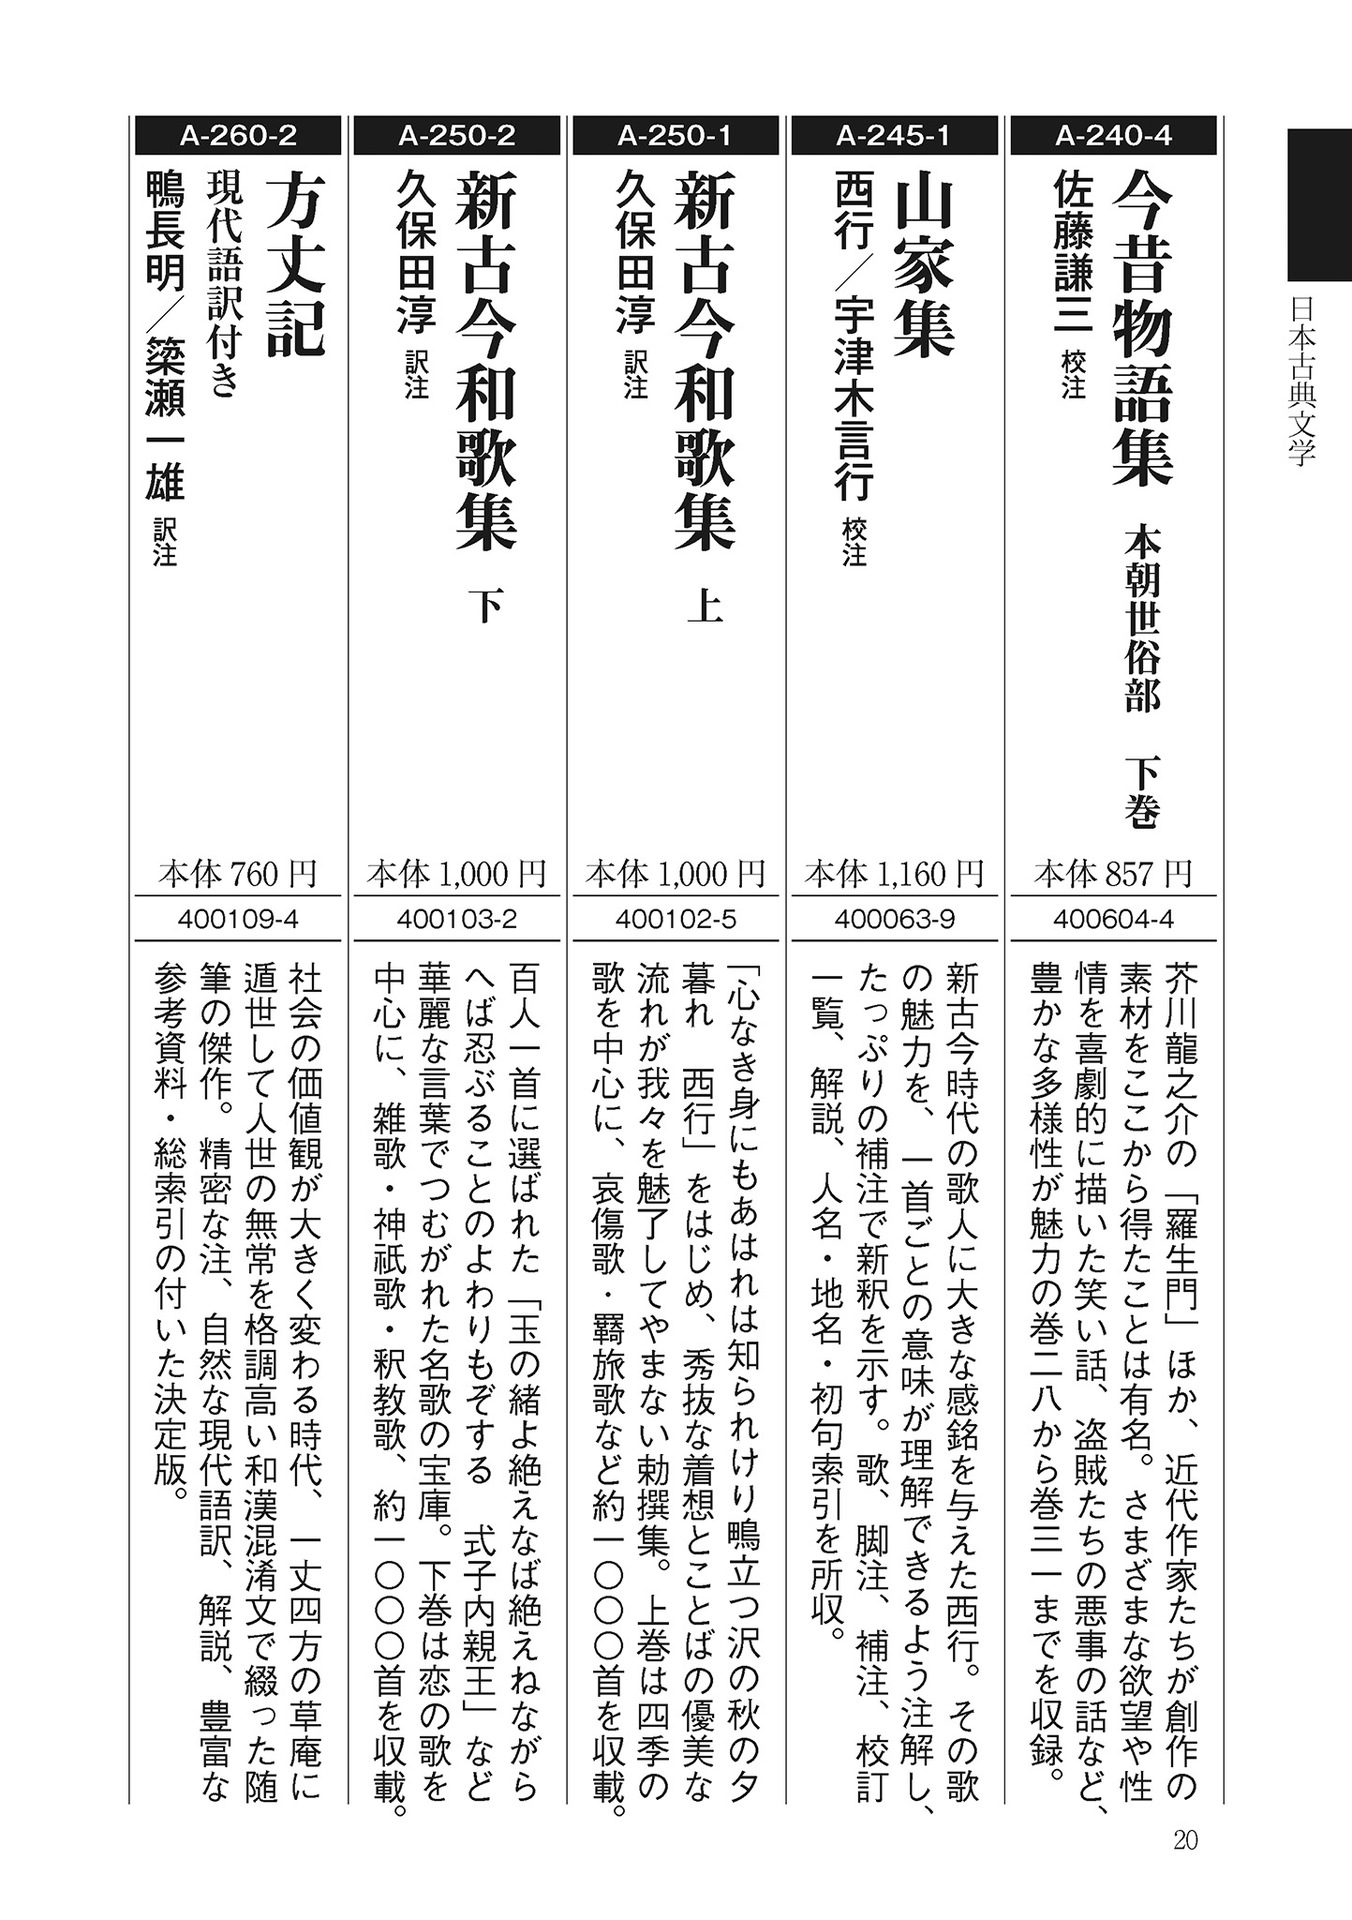 日本古典文学
A-240-4
今昔物語集 本朝世俗部 下巻
佐藤謙三 校注
本体857円
400604-4
芥川龍之介の「羅生門」ほか、近代作家たちが創作の
素材をここから得たことは有名。さまざまな欲望や性
情を喜劇的に描いた笑い話、盗賊たちの悪事の話など、
豊かな多様性が魅力の巻二八から巻三一までを収録。
A-245-1
山家集
西行／宇津木言行 校注
本体1,160円
400063-9
新古今時代の歌人に大きな感銘を与えた西行。その歌
の魅力を、一首ごとの意味が理解できるよう注解し、
たっぷりの補注で新釈を示す。歌、脚注、補注、校訂
一覧、解説、人名・地名・初句索引を所収。
A-250-1
新古今和歌集 上
久保田淳 訳注
本体1,000円
400102-5
「心なき身にもあはれは知られけり鴫立つ沢の秋の夕
暮れ 西行」をはじめ、秀抜な着想とことばの優美な
流れが我々を魅了してやまない勅撰集。上巻は四季の
歌を中心に、哀傷歌・羇旅歌など約一〇〇〇首を収載。
A-250-2
新古今和歌集 下
久保田淳 訳注
本体1,000円
400103-2
百人一首に選ばれた「玉の緒よ絶えなば絶えねながら
へば忍ぶることのよわりもぞする 式子内親王」など
華麗な言葉でつむがれた名歌の宝庫。下巻は恋の歌を
中心に、雑歌・神祇歌・釈教歌、約一〇〇〇首を収載。
A-260-2
方丈記
現代語訳付き
鴨長明／簗瀬一雄 訳注
本体760円
400109-4
社会の価値観が大きく変わる時代、一丈四方の草庵に
遁世して人世の無常を格調高い和漢混淆文で綴った随
筆の傑作。精密な注、自然な現代語訳、解説、豊富な
参考資料・総索引の付いた決定版。
20